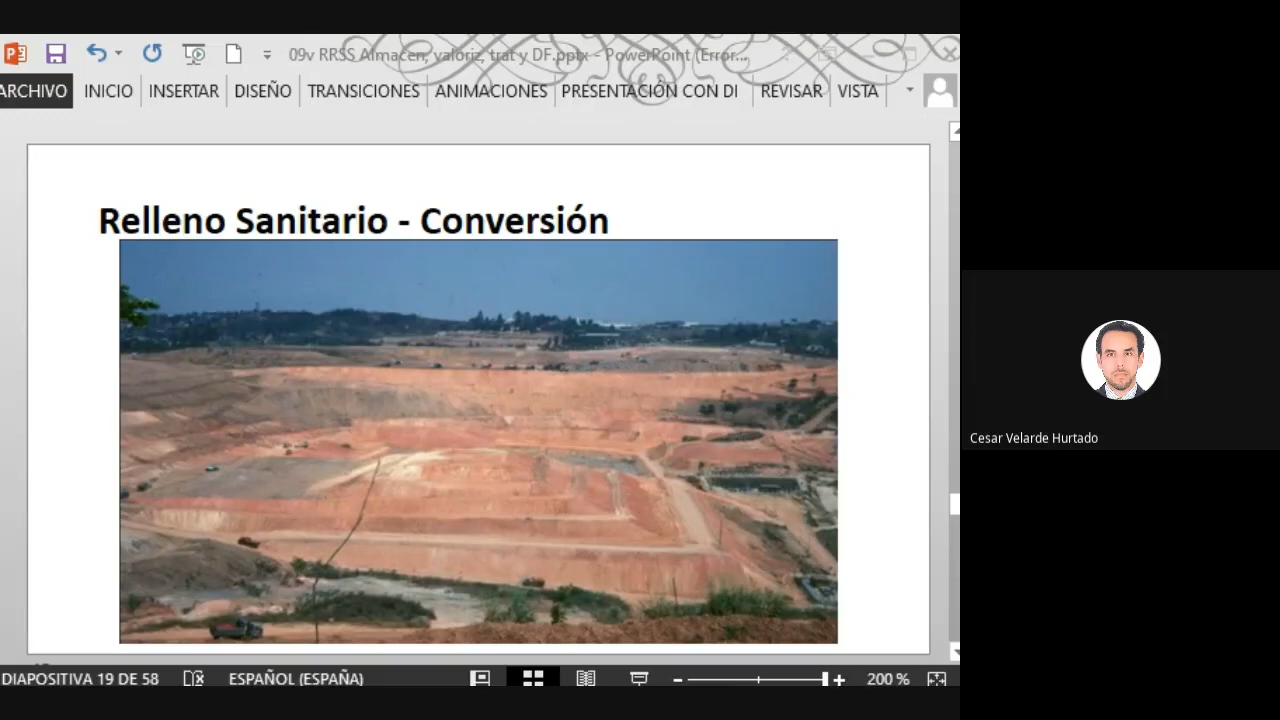 09v RRSS Almacen, valoriz, trat y DF.pptx - PowerPoint (Error...
ARCHIVO INICIO INSERTAR DISEÑO TRANSICIONES ANIMACIONES PRESENTACIÓN CON DI REVISAR VISTA
Relleno Sanitario - Conversión
Cesar Velarde Hurtado
DIAPOSITIVA 19 DE 58 ESPAÑOL (ESPAÑA) 200 %